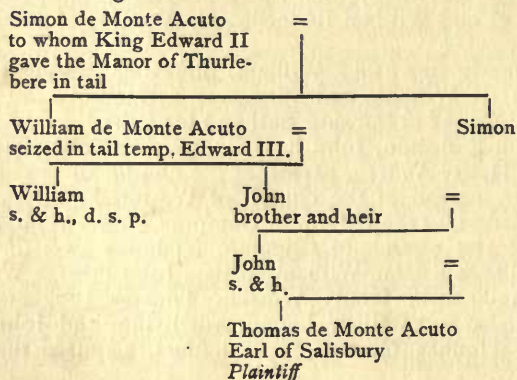 Simon de Monte Acuto =
to whom King Edward II
gave the Manor of Thurle-
bere in tail
William de Monte Acuto = Simon
seized in tail temp, Edward III.
William John =
s. & h., d. s. p. brother and heir
John =
s. & h.
Thomas de Monte Acuto
Earl of Salisbury
Plaintiff